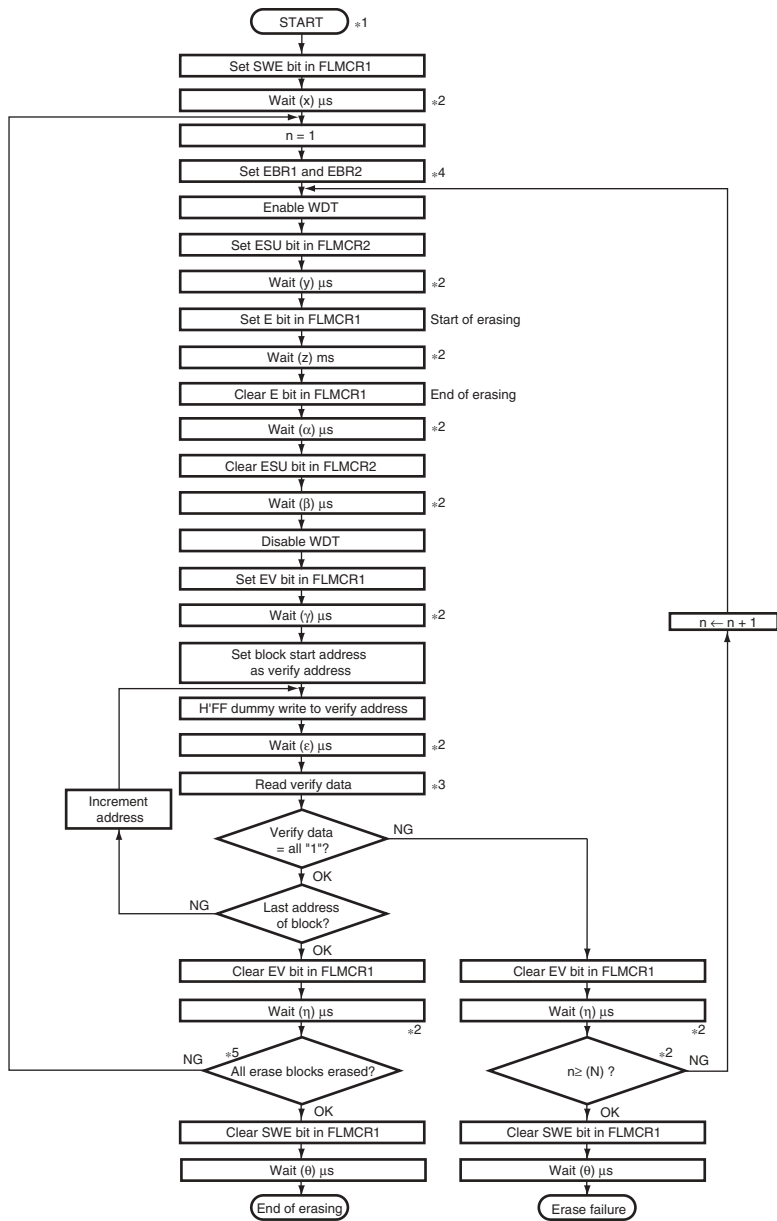 START *1
Set SWE bit in FLMCR1
Wait (x) μs *2
n = 1
Set EBR1 and EBR2 *4
Enable WDT
Set ESU bit in FLMCR2
Wait (y) μs *2
Set E bit in FLMCR1 Start of erasing
Wait (z) ms *2
Clear E bit in FLMCR1 End of erasing
Wait (α) μs *2
Clear ESU bit in FLMCR2
Wait (β) μs *2
Disable WDT
Set EV bit in FLMCR1
Wait (γ) μs *2
n ← n + 1
Set block start address
as verify address
H'FF dummy write to verify address
Wait (ε) μs *2
Read verify data *3
Increment
address
Verify data
= all "1"?
NG
OK
NG
Last address
of block?
OK
Clear EV bit in FLMCR1
Wait (η) μs
*2
NG
*5
All erase blocks erased?
OK
Clear SWE bit in FLMCR1
Wait (θ) μs
End of erasing
Clear EV bit in FLMCR1
Wait (η) μs
*2
*2
n≥ (N) ?
NG
OK
Clear SWE bit in FLMCR1
Wait (θ) μs
Erase failure